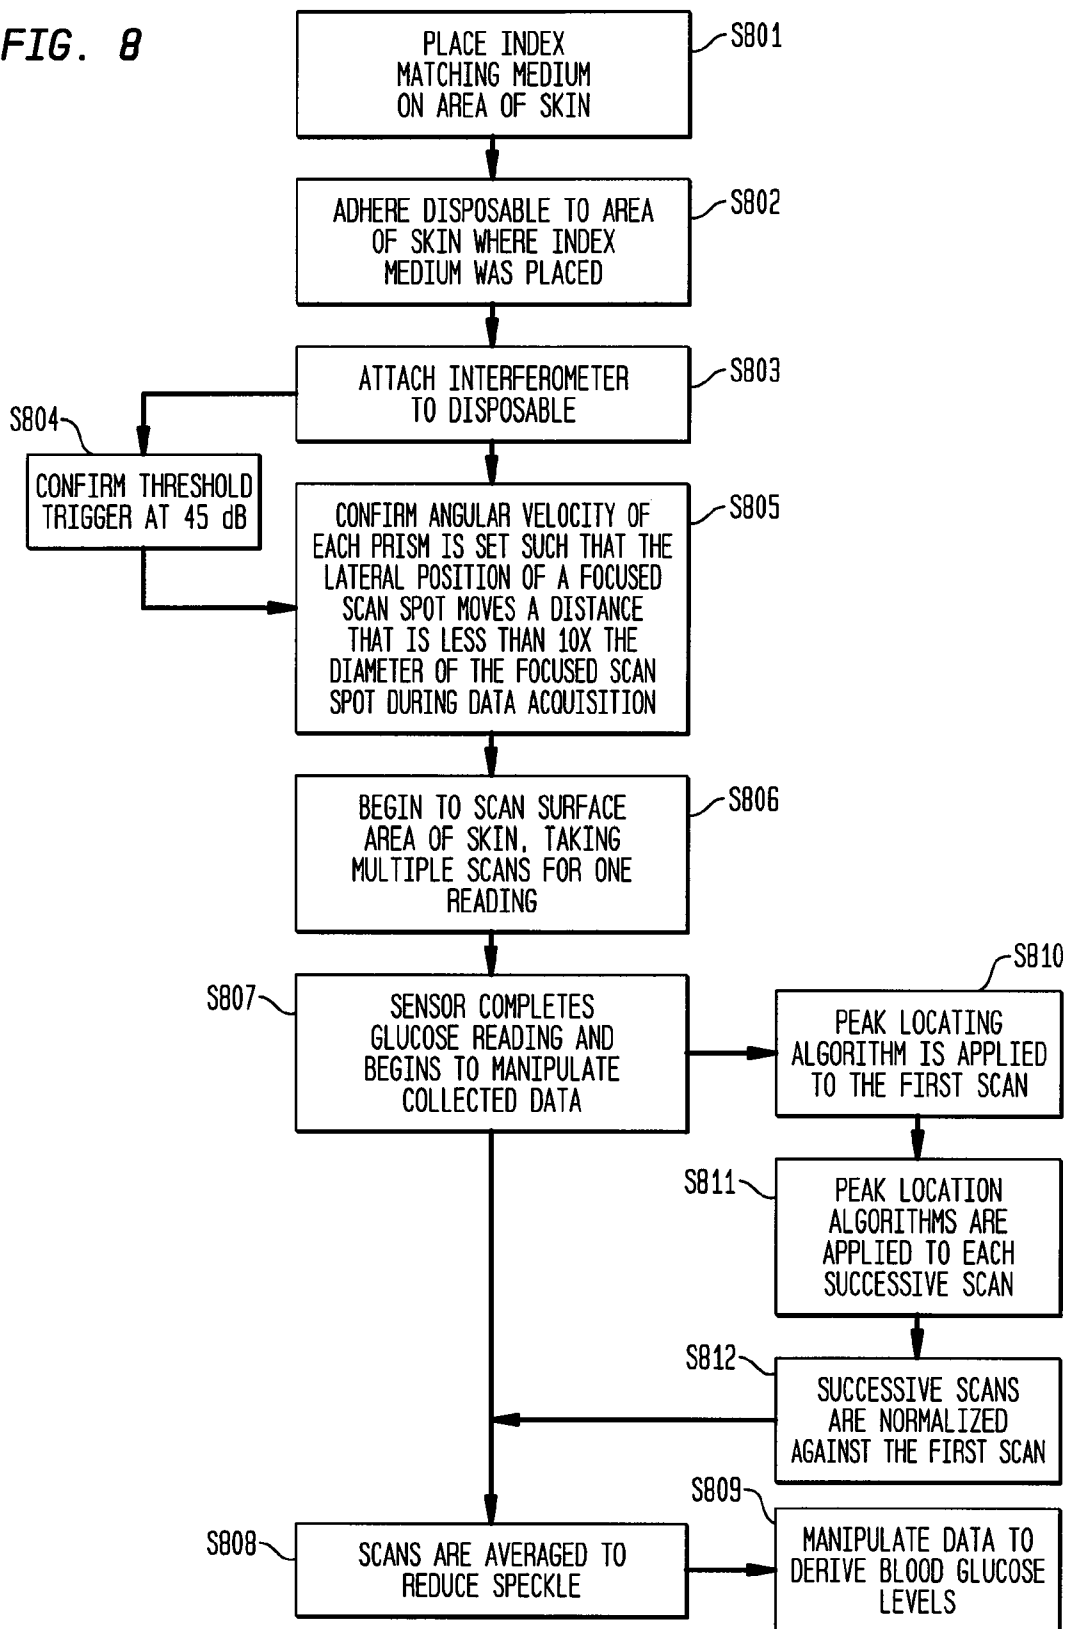 FIG. 8
PLACE INDEX
MATCHING MEDIUM
ON AREA OF SKIN
S801
ADHERE DISPOSABLE TO AREA
OF SKIN WHERE INDEX
MEDIUM WAS PLACED
S802
ATTACH INTERFEROMETER
TO DISPOSABLE
S803
S804
CONFIRM THRESHOLD
TRIGGER AT 45 dB
CONFIRM ANGULAR VELOCITY OF
EACH PRISM IS SET SUCH THAT THE
LATERAL POSITION OF A FOCUSED
SCAN SPOT MOVES A DISTANCE
THAT IS LESS THAN 10X THE
DIAMETER OF THE FOCUSED SCAN
SPOT DURING DATA ACQUISITION
S805
BEGIN TO SCAN SURFACE
AREA OF SKIN, TAKING
MULTIPLE SCANS FOR ONE
READING
S806
S807
SENSOR COMPLETES
GLUCOSE READING AND
BEGINS TO MANIPULATE
COLLECTED DATA
S810
PEAK LOCATING
ALGORITHM IS APPLIED
TO THE FIRST SCAN
S811
PEAK LOCATION
ALGORITHMS ARE
APPLIED TO EACH
SUCCESSIVE SCAN
S812
SUCCESSIVE SCANS
ARE NORMALIZED
AGAINST THE FIRST SCAN
S808
SCANS ARE AVERAGED TO
REDUCE SPECKLE
S809
MANIPULATE DATA TO
DERIVE BLOOD GLUCOSE
LEVELS